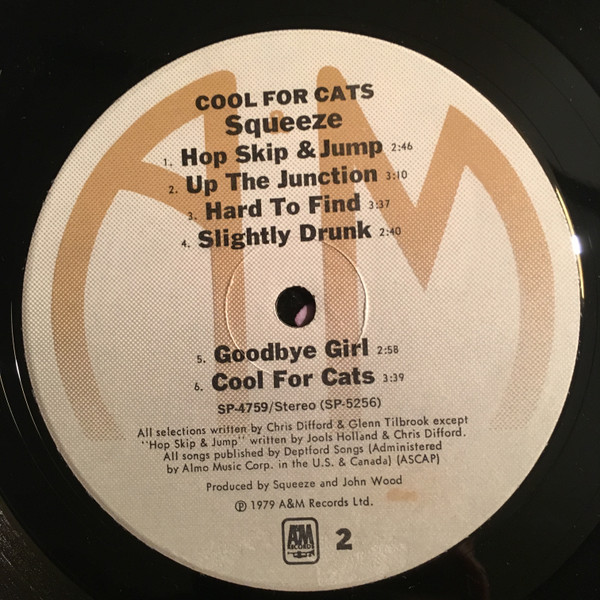 COOL FOR CATS
Squeeze
1. Hop Skip & Jump 2:46
2. Up The Junction 3:10
3. Hard To Find 3:37
4. Slightly Drunk 2:40
5. Goodbye Girl 2:58
6. Cool For Cats 3:39
SP-4759/Stereo (SP-5256)
All selections written by Chris Difford & Glenn Tilbrook except
"Hop Skip & Jump" written by Jools Holland & Chris Difford.
All songs published by Deptford Songs (Administered
by Almo Music Corp. in the U.S. & Canada) (ASCAP)
Produced by Squeeze and John Wood
℗ 1979 A&M Records Ltd.
A&M
RECORDS
2